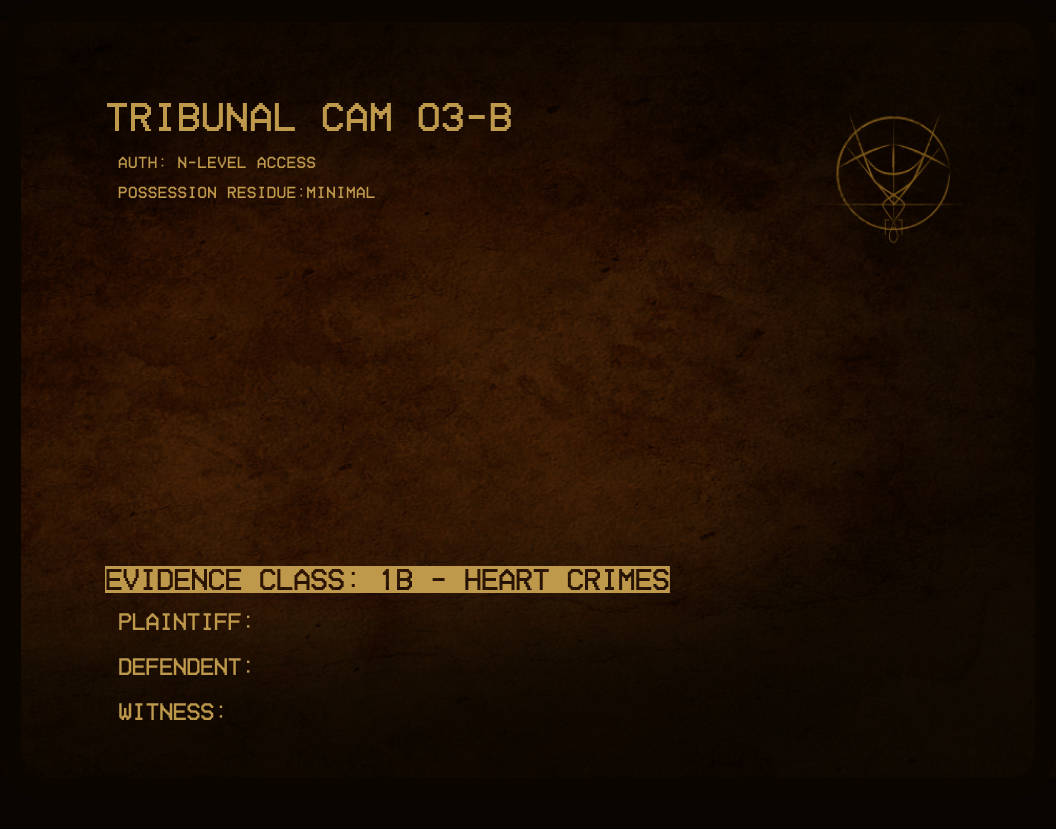 TRIBUNAL CAM 03-B
AUTH: N-LEVEL ACCESS
POSSESSION RESIDUE:MINIMAL
EVIDENCE CLASS: 1B - HEART CRIMES
PLAINTIFF:
DEFENDENT:
WITNESS: